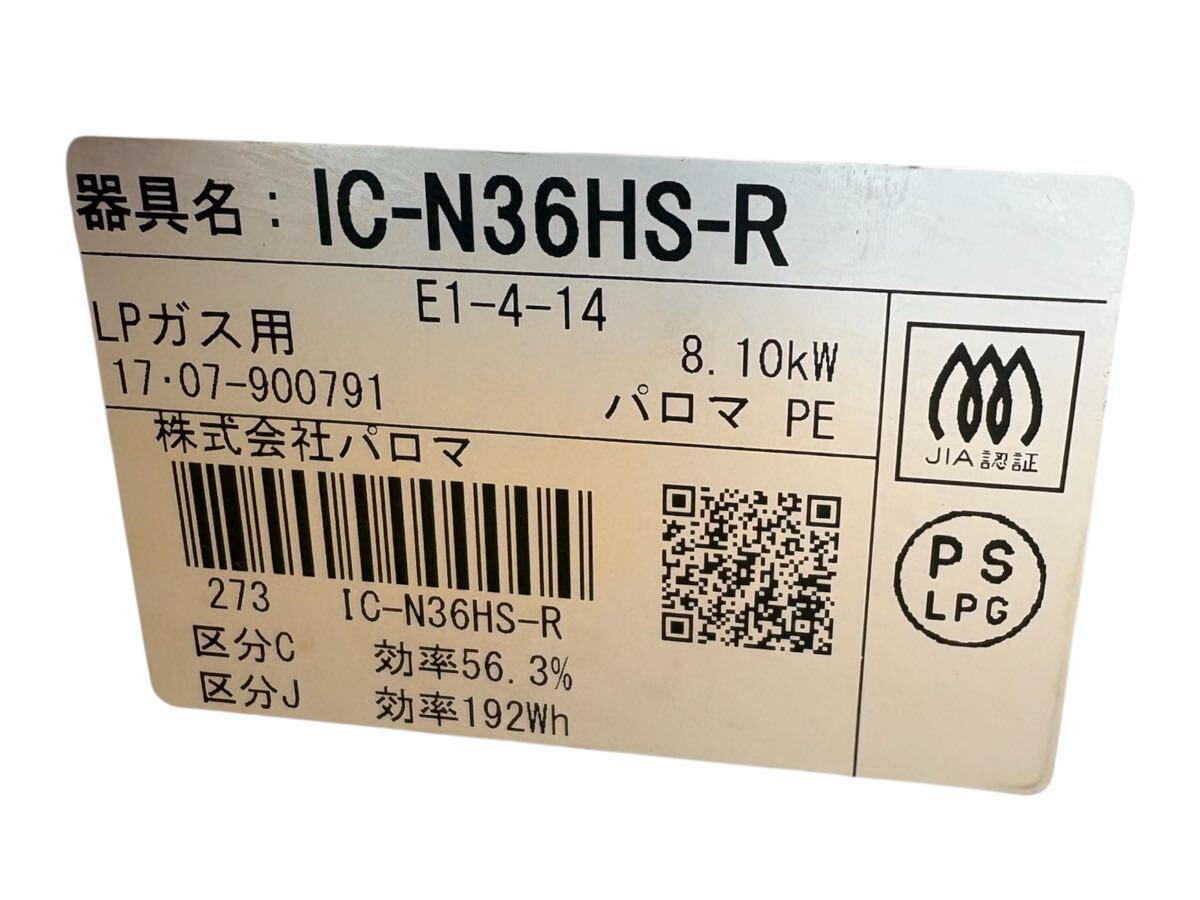 器具名：IC-N36HS-R
E1-4-14
LPガス用
8.10kW
17・07-900791
パロマ PE
株式会社パロマ
273 IC-N36HS-R
区分C 効率56.3%
区分J 効率192Wh
JIA認証
PS
LPG